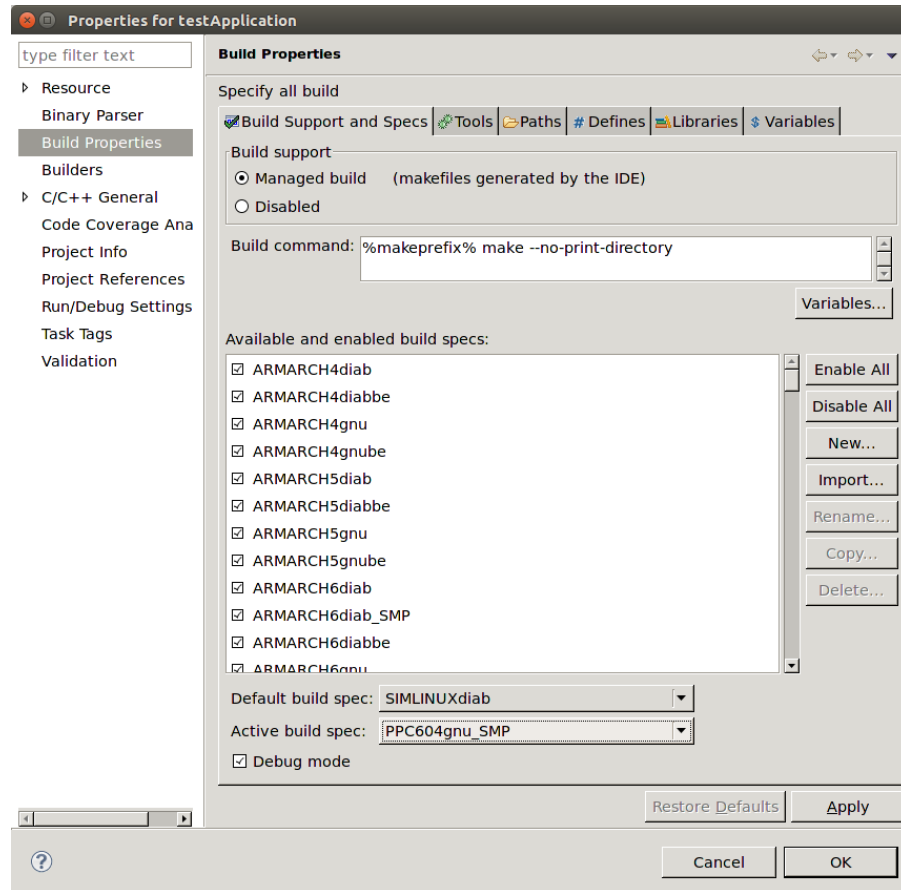 Properties for testApplication
type filter text
Resource
Binary Parser
Build Properties
Builders
C/C++ General
Code Coverage Ana
Project Info
Project References
Run/Debug Settings
Task Tags
Validation
Build Properties
Specify all build
Build Support and Specs Tools Paths # Defines Libraries $ Variables
Build support
Managed build (makefiles generated by the IDE)
Disabled
Build command: %makeprefix% make --no-print-directory
Variables...
Available and enabled build specs:
ARMARCH4diab
ARMARCH4diabbe
ARMARCH4gnu
ARMARCH4gnube
ARMARCH5diab
ARMARCH5diabbe
ARMARCH5gnu
ARMARCH5gnube
ARMARCH6diab
ARMARCH6diab_SMP
ARMARCH6diabbe
ARMARCH6gnu
Enable All
Disable All
New...
Import...
Rename...
Copy...
Delete...
Default build spec: SIMLINUXdiab
Active build spec: PPC604gnu_SMP
Debug mode
Restore Defaults Apply
? Cancel OK